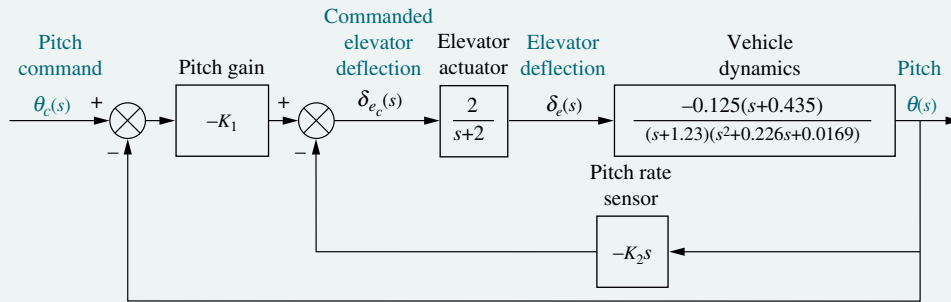 Pitch
command
θc(s)
+
−
Pitch gain
−K1
+
−
Commanded
elevator
deflection
δec(s)
Elevator
actuator
2
s+2
Elevator
deflection
δe(s)
Vehicle
dynamics
−0.125(s+0.435)
(s+1.23)(s²+0.226s+0.0169)
Pitch
θ(s)
Pitch rate
sensor
−K2s